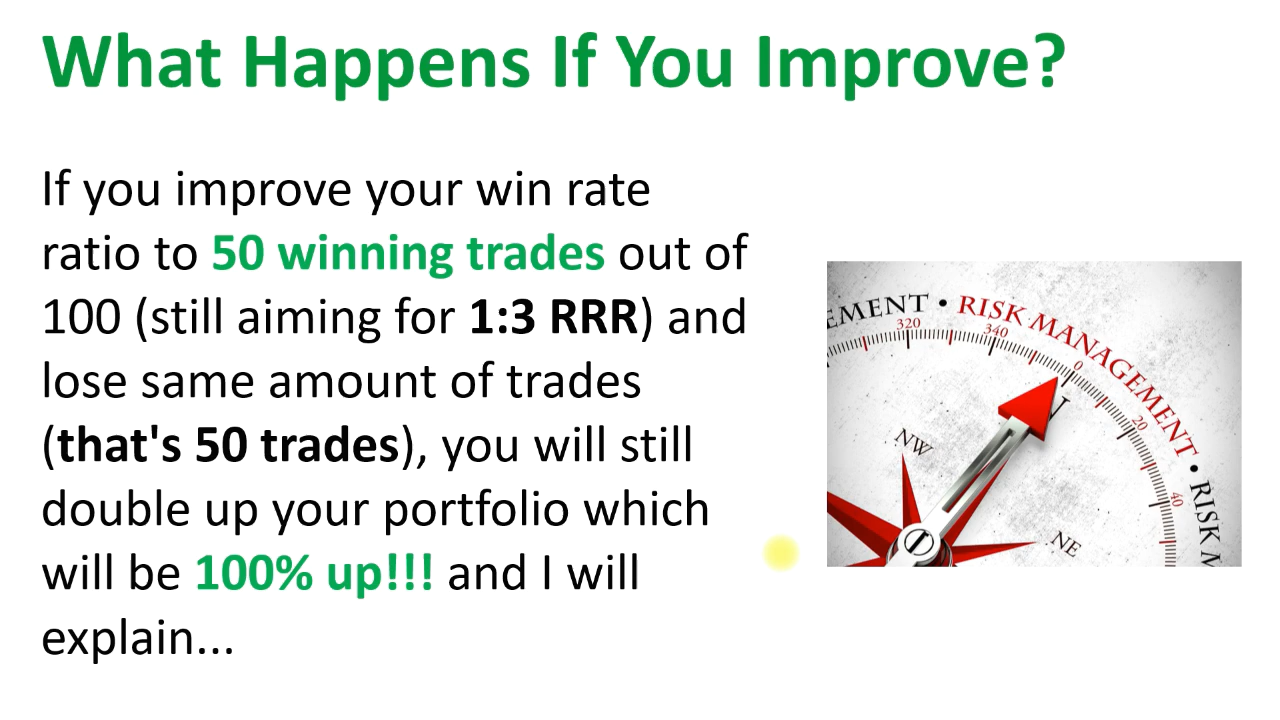 What Happens If You Improve?
If you improve your win rate
ratio to 50 winning trades out of
100 (still aiming for 1:3 RRR) and
lose same amount of trades
(that's 50 trades), you will still
double up your portfolio which
will be 100% up!!! and I will
explain...
EMENT • RISK MANAGEMENT • RISK M
320 340 0 20 40
NW
NE